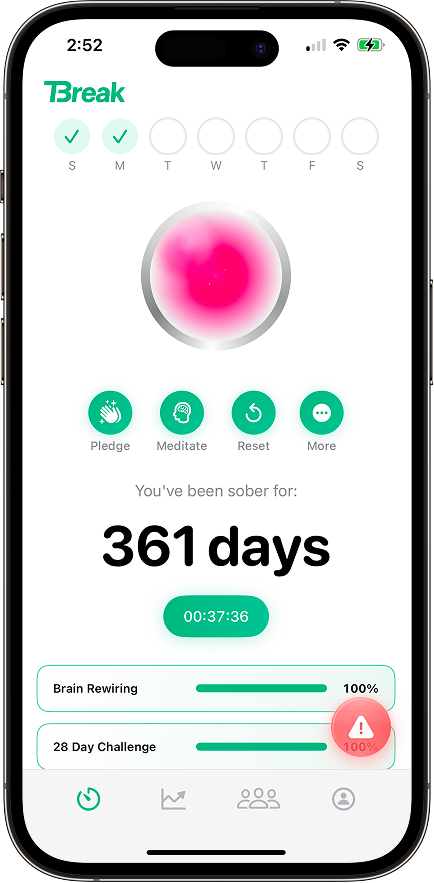 2:52
TBreak
S M T W T F S
Pledge Meditate Reset More
You've been sober for:
361 days
00:37:36
Brain Rewiring 100%
28 Day Challenge 100%